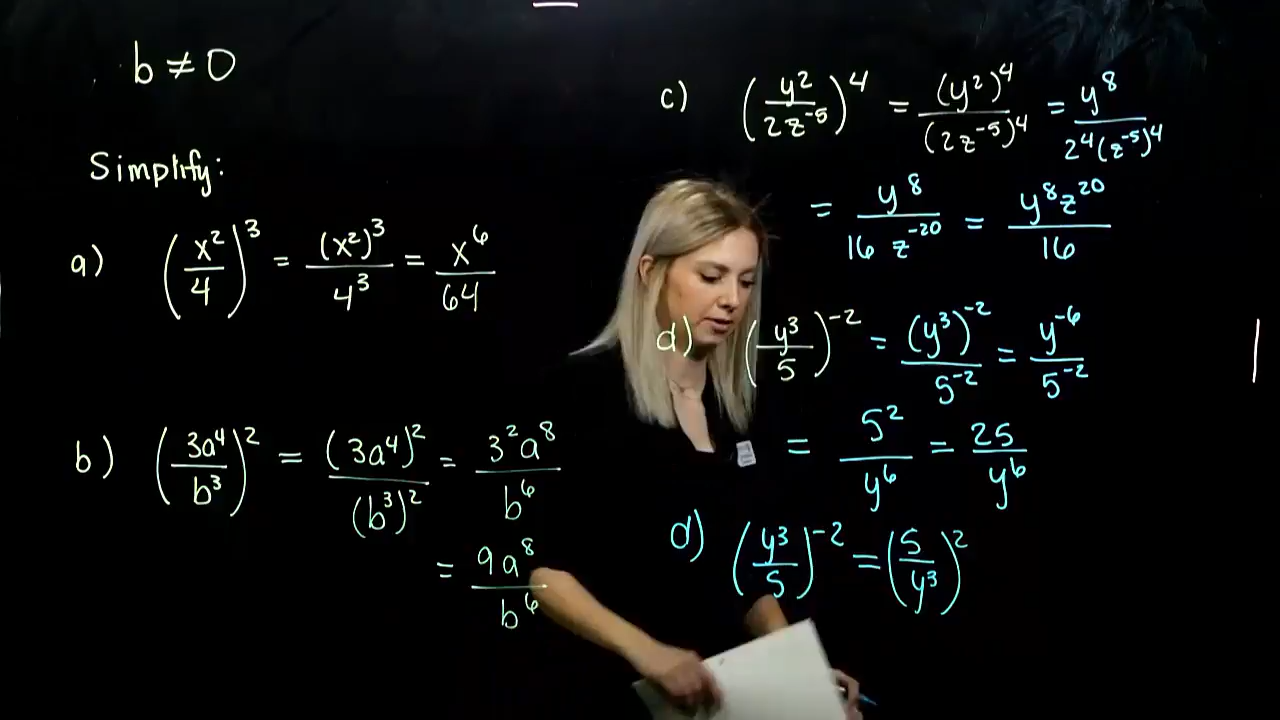 b ≠ 0
Simplify:
a) (x²/4)³ = (x²)³/4³ = x⁶/64
b) (3a⁴/b³)² = (3a⁴)²/(b³)² = 3²a⁸/b⁶
= 9a⁸/b⁶
c) (y²/2z⁻⁵)⁴ = (y²)⁴/(2z⁻⁵)⁴ = y⁸/2⁴(z⁻⁵)⁴
= y⁸/16 z⁻²⁰ = y⁸z²⁰/16
d) (y³/5)⁻² = (y³)⁻²/5⁻² = y⁻⁶/5⁻²
= 5²/y⁶ = 25/y⁶
d) (y³/5)⁻² = (5/y³)²